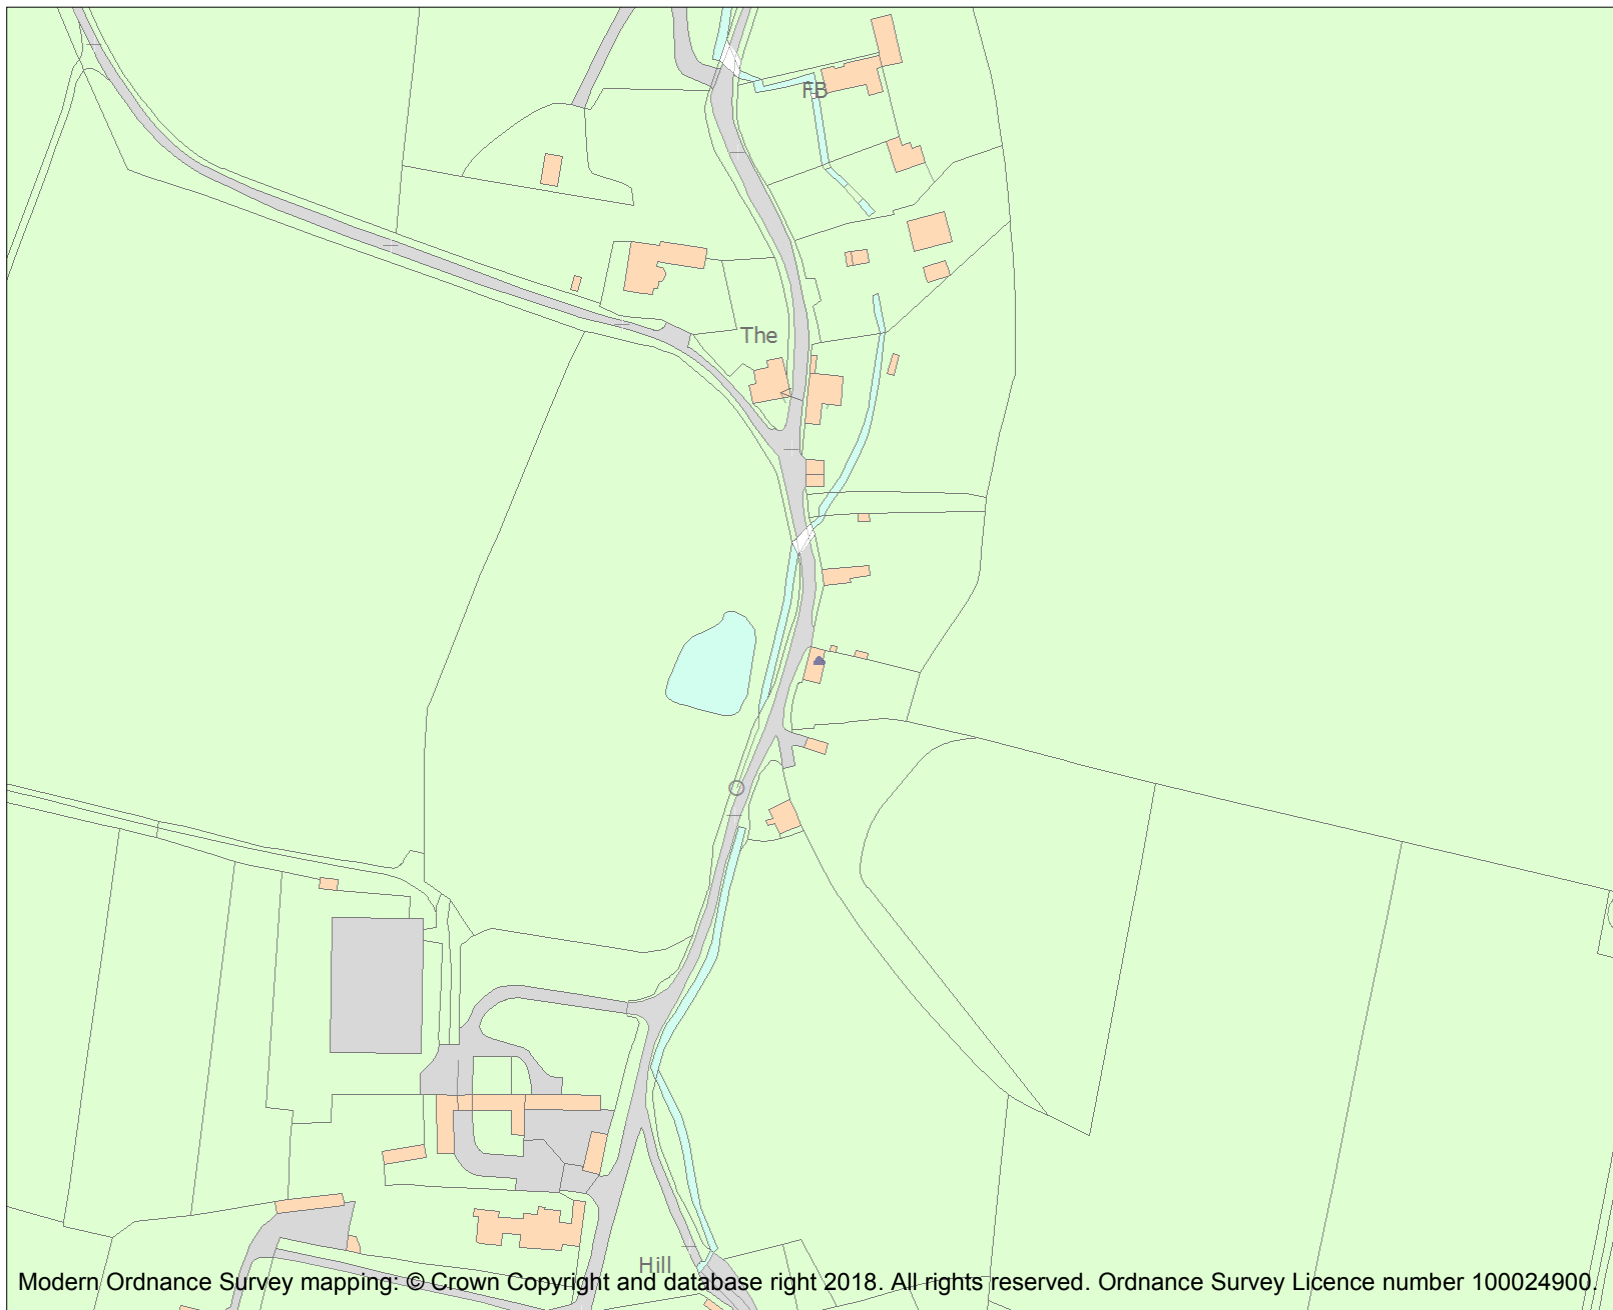 FB
The
Hill
Modern Ordnance Survey mapping: © Crown Copyright and database right 2018. All rights reserved. Ordnance Survey Licence number 100024900.